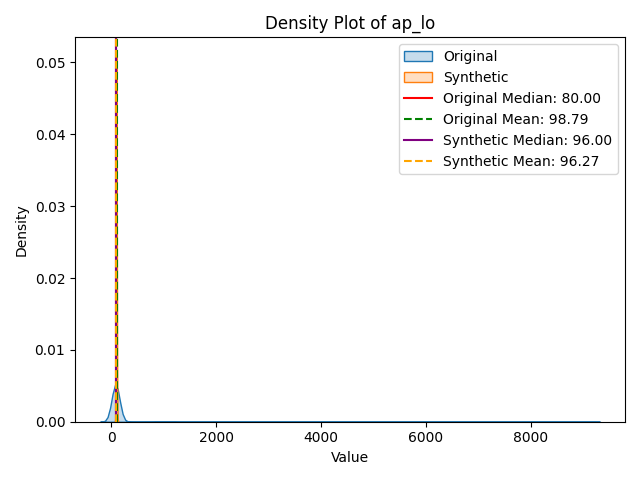 Density Plot of ap_lo
Original
Synthetic
Original Median: 80.00
Original Mean: 98.79
Synthetic Median: 96.00
Synthetic Mean: 96.27
Density
0.05
0.04
0.03
0.02
0.01
0.00
0
2000
4000
6000
8000
Value